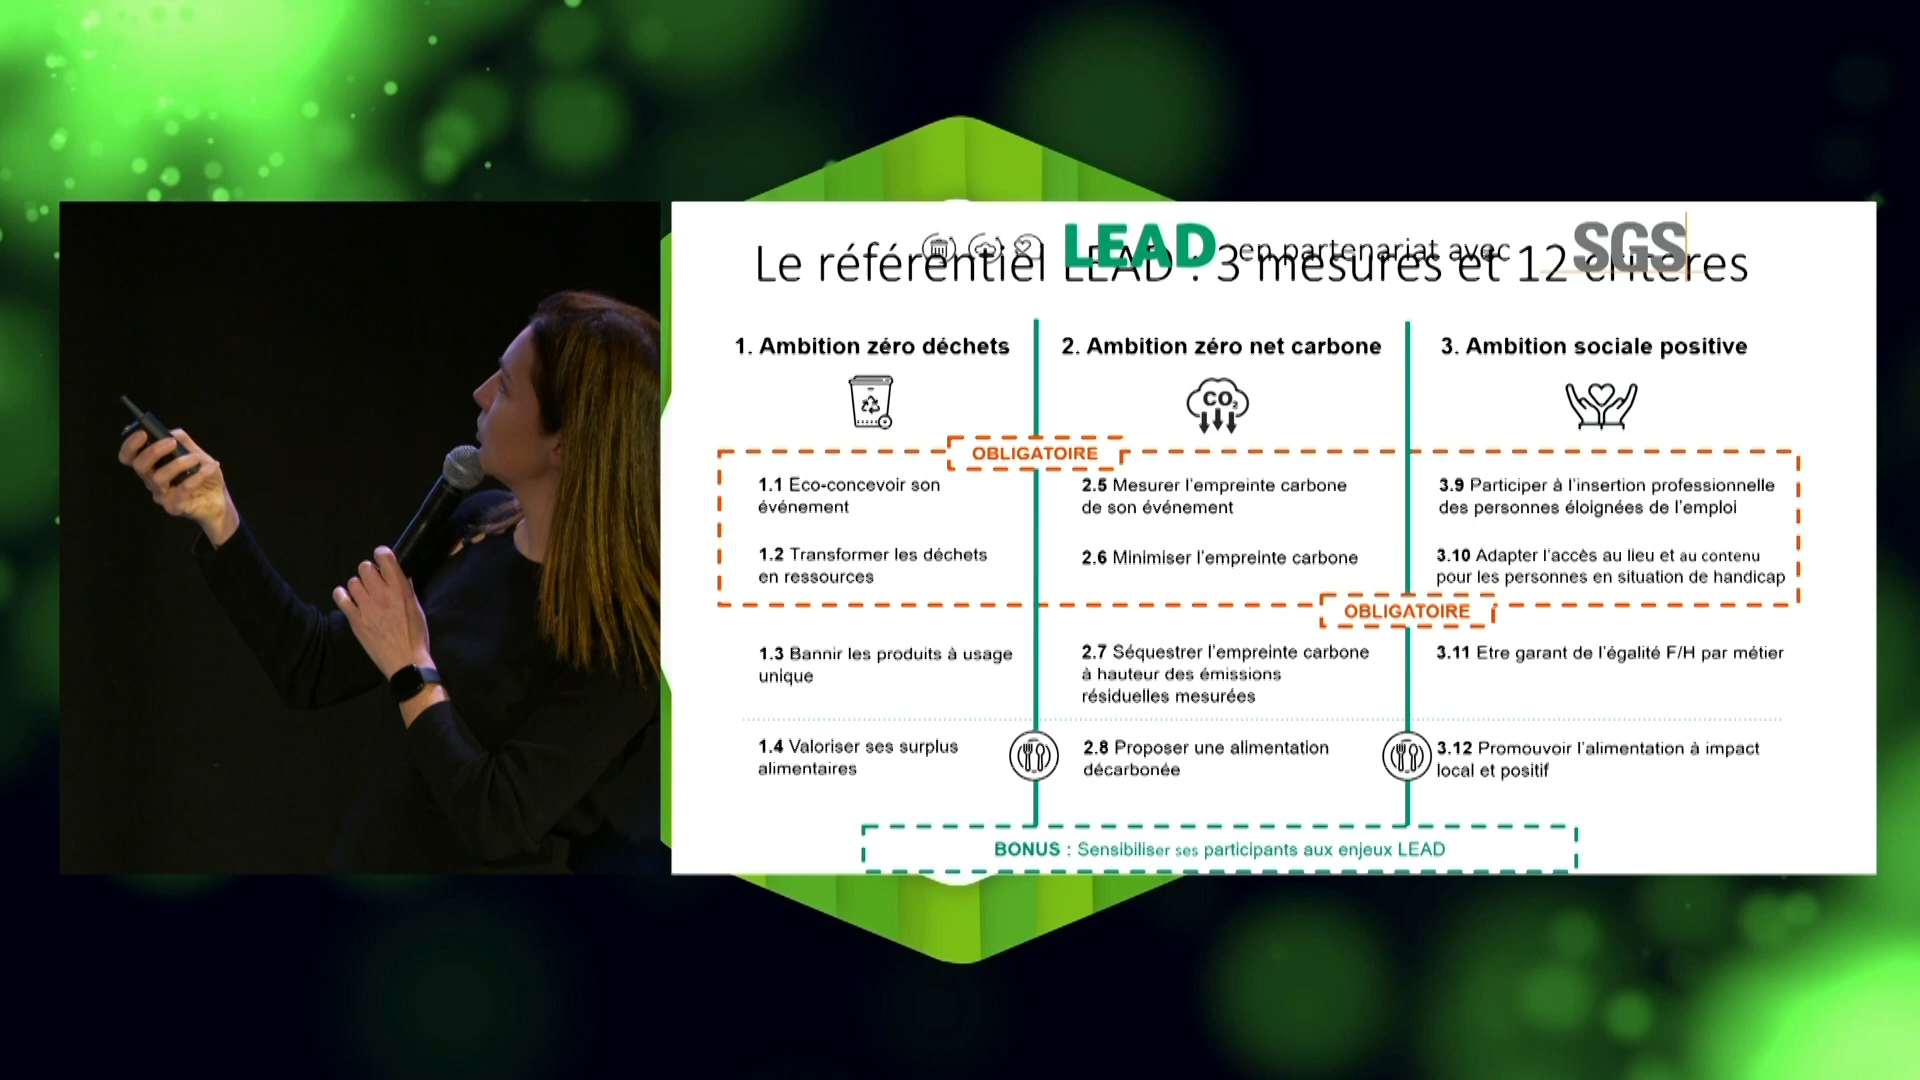 LEAD en partenariat avec SGS
Le référentiel LEAD : 3 mesures et 12 critères
1. Ambition zéro déchets
2. Ambition zéro net carbone
3. Ambition sociale positive
CO2
OBLIGATOIRE
1.1 Eco-concevoir son
événement
1.2 Transformer les déchets
en ressources
2.5 Mesurer l'empreinte carbone
de son événement
2.6 Minimiser l'empreinte carbone
3.9 Participer à l'insertion professionnelle
des personnes éloignées de l'emploi
3.10 Adapter l'accès au lieu et au contenu
pour les personnes en situation de handicap
OBLIGATOIRE
1.3 Bannir les produits à usage
unique
2.7 Séquestrer l'empreinte carbone
à hauteur des émissions
résiduelles mesurées
3.11 Etre garant de l'égalité F/H par métier
1.4 Valoriser ses surplus
alimentaires
2.8 Proposer une alimentation
décarbonée
3.12 Promouvoir l'alimentation à impact
local et positif
BONUS : Sensibiliser ses participants aux enjeux LEAD